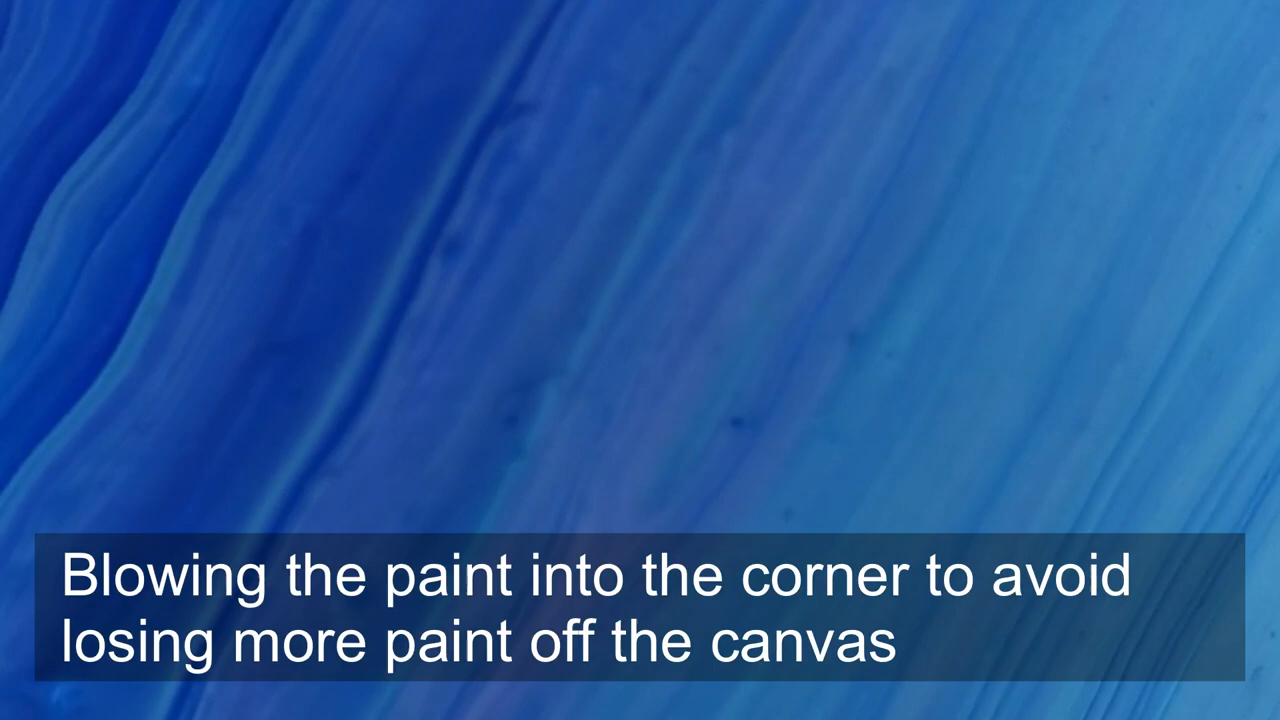 Blowing the paint into the corner to avoid
losing more paint off the canvas